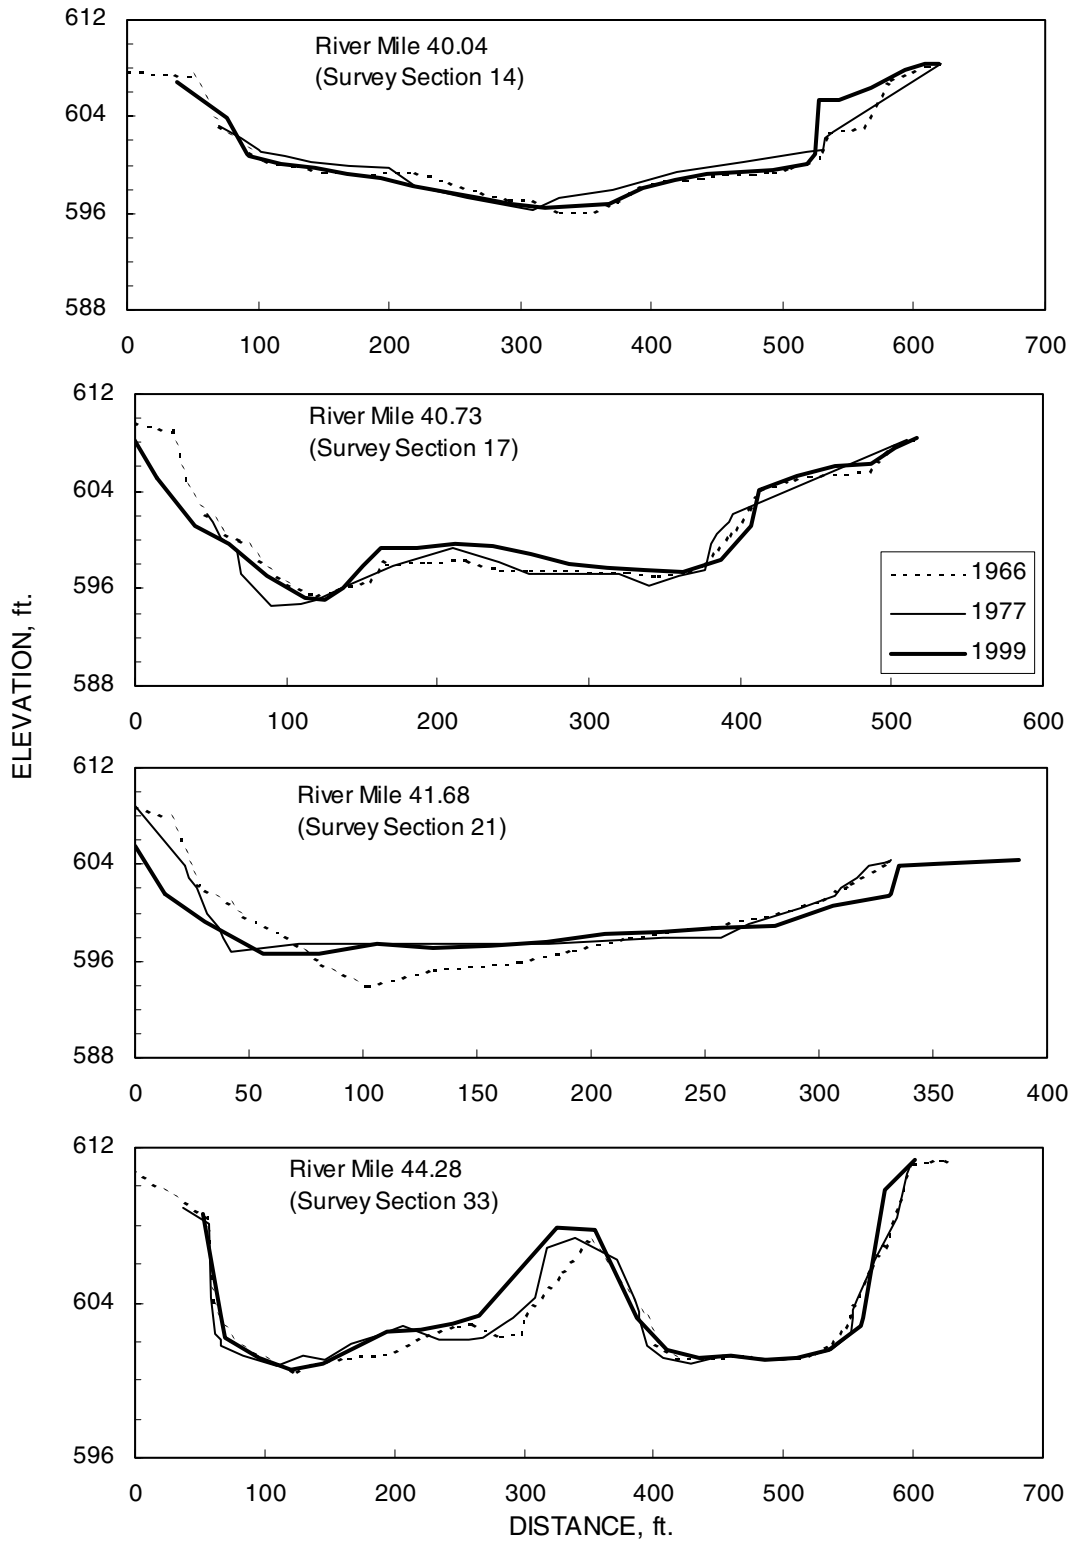 612
River Mile 40.04
(Survey Section 14)
604
596
588
0 100 200 300 400 500 600 700
612
River Mile 40.73
(Survey Section 17)
604
596
588
1966
1977
1999
0 100 200 300 400 500 600
ELEVATION, ft.
612
River Mile 41.68
(Survey Section 21)
604
596
588
0 50 100 150 200 250 300 350 400
612
River Mile 44.28
(Survey Section 33)
604
596
0 100 200 300 400 500 600 700
DISTANCE, ft.